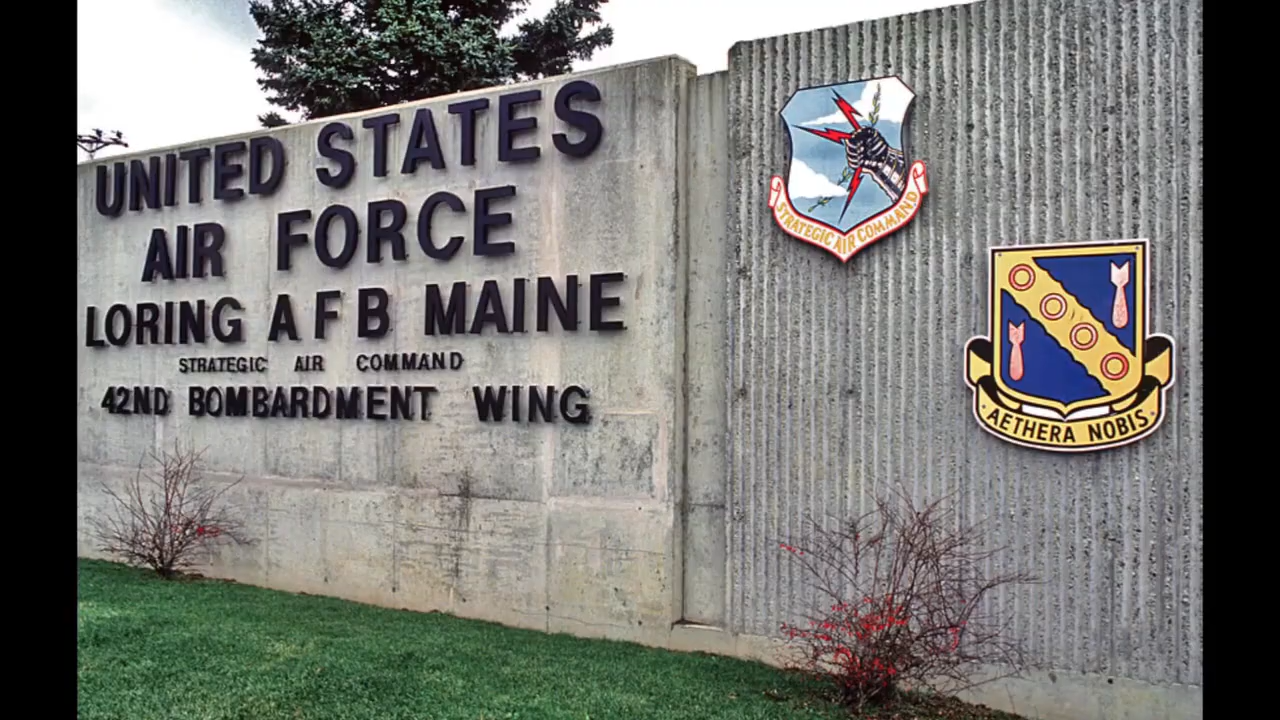 UNITED STATES
AIR FORCE
LORING AFB MAINE
STRATEGIC AIR COMMAND
42ND BOMBARDMENT WING
STRATEGIC AIR COMMAND
AETHERA NOBIS